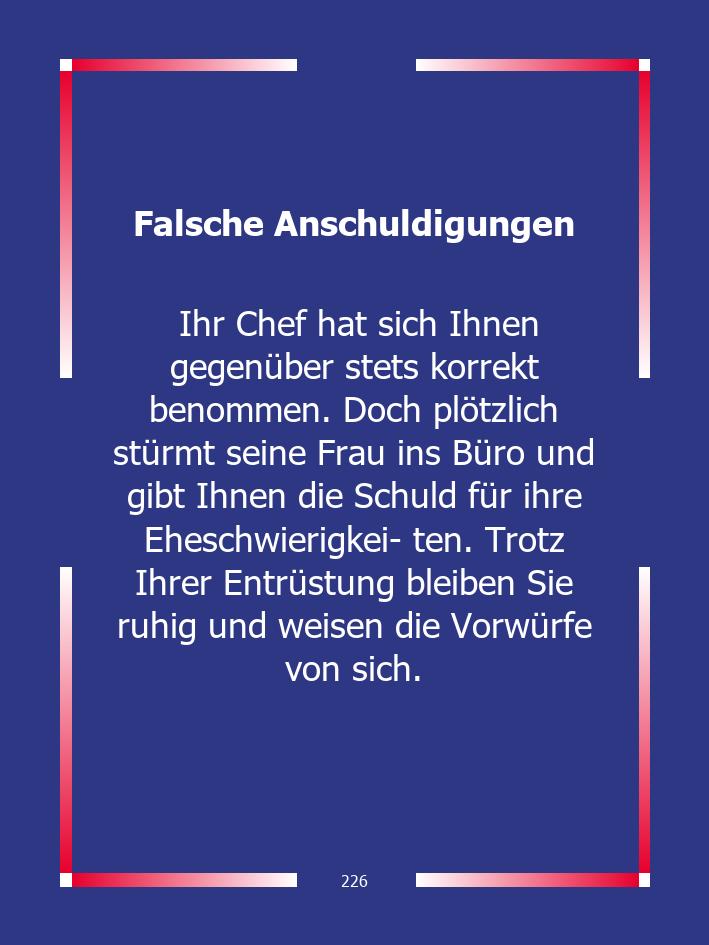 Falsche Anschuldigungen
Ihr Chef hat sich Ihnen
gegenüber stets korrekt
benommen. Doch plötzlich
stürmt seine Frau ins Büro und
gibt Ihnen die Schuld für ihre
Eheschwierigkei- ten. Trotz
Ihrer Entrüstung bleiben Sie
ruhig und weisen die Vorwürfe
von sich.
226